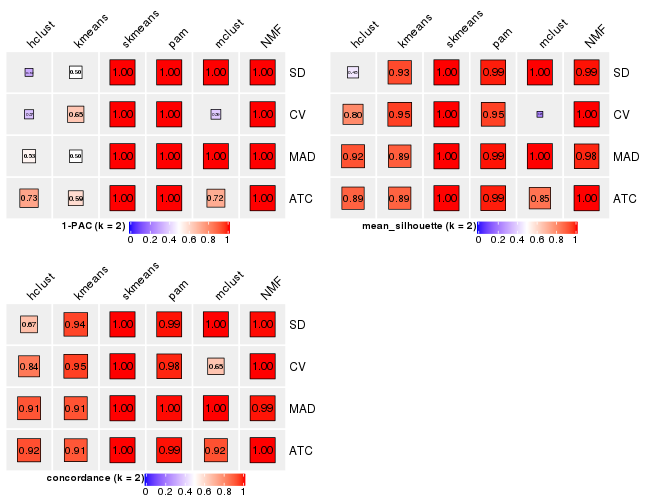 hclust kmeans skmeans pam mclust NMF
0.50 1.00 1.00 1.00 1.00 SD
0.65 1.00 1.00 1.00 CV
0.53 0.50 1.00 1.00 1.00 1.00 MAD
0.73 0.59 1.00 1.00 0.72 1.00 ATC
1-PAC (k = 2)
0 0.2 0.4 0.6 0.8 1
hclust kmeans skmeans pam mclust NMF
0.93 1.00 0.99 1.00 0.99 SD
0.80 0.95 1.00 0.95 1.00 CV
0.92 0.89 1.00 0.99 1.00 0.98 MAD
0.89 0.89 1.00 0.99 0.85 1.00 ATC
mean_silhouette (k = 2)
0 0.2 0.4 0.6 0.8 1
hclust kmeans skmeans pam mclust NMF
0.67 0.94 1.00 0.99 1.00 1.00 SD
0.84 0.95 1.00 0.98 0.65 1.00 CV
0.91 0.91 1.00 1.00 1.00 0.99 MAD
0.92 0.91 1.00 0.99 0.92 1.00 ATC
concordance (k = 2)
0 0.2 0.4 0.6 0.8 1